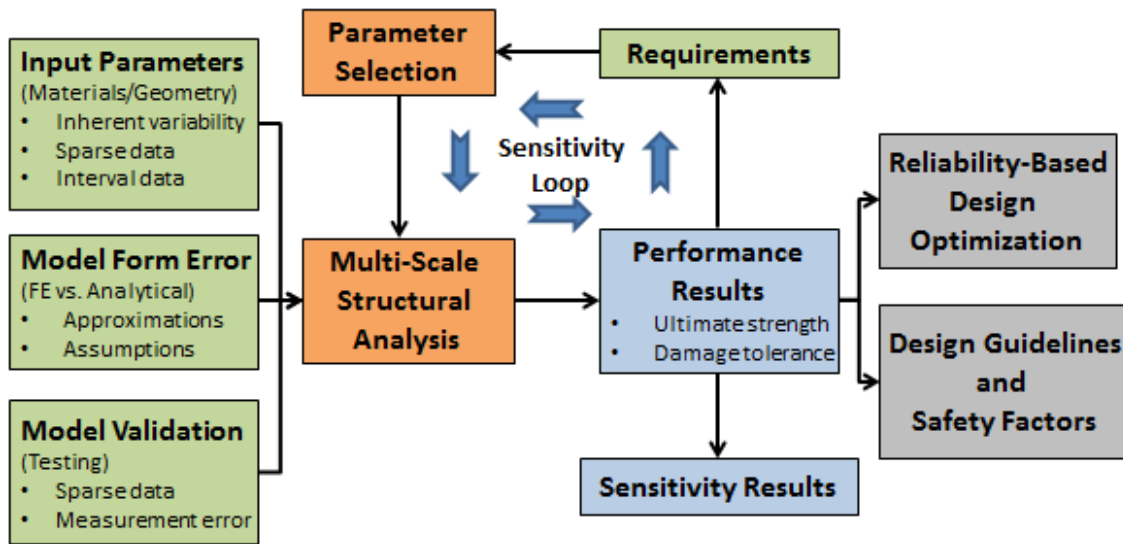 Input Parameters
(Materials/Geometry)
• Inherent variability
• Sparse data
• Interval data
Model Form Error
(FE vs. Analytical)
• Approximations
• Assumptions
Model Validation
(Testing)
• Sparse data
• Measurement error
Parameter
Selection
Requirements
Sensitivity
Loop
Multi-Scale
Structural
Analysis
Performance
Results
• Ultimate strength
• Damage tolerance
Sensitivity Results
Reliability-Based
Design
Optimization
Design Guidelines
and
Safety Factors